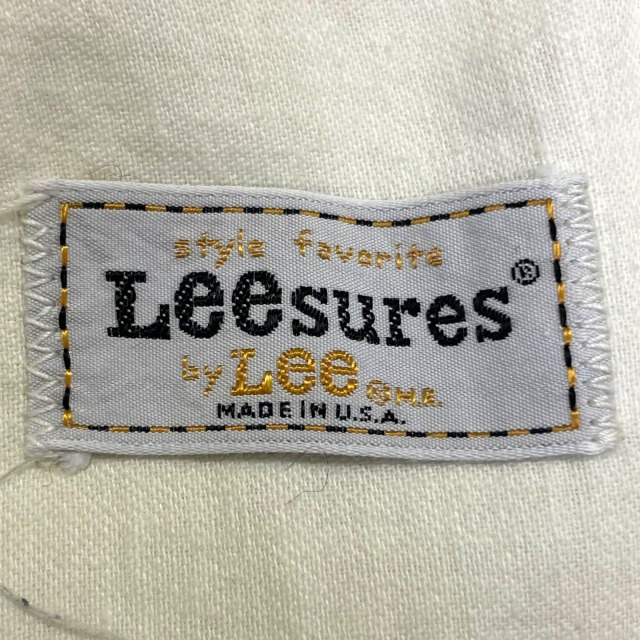 style favorite
Leesures®
by Lee ® M.R.
MADE IN U.S.A.